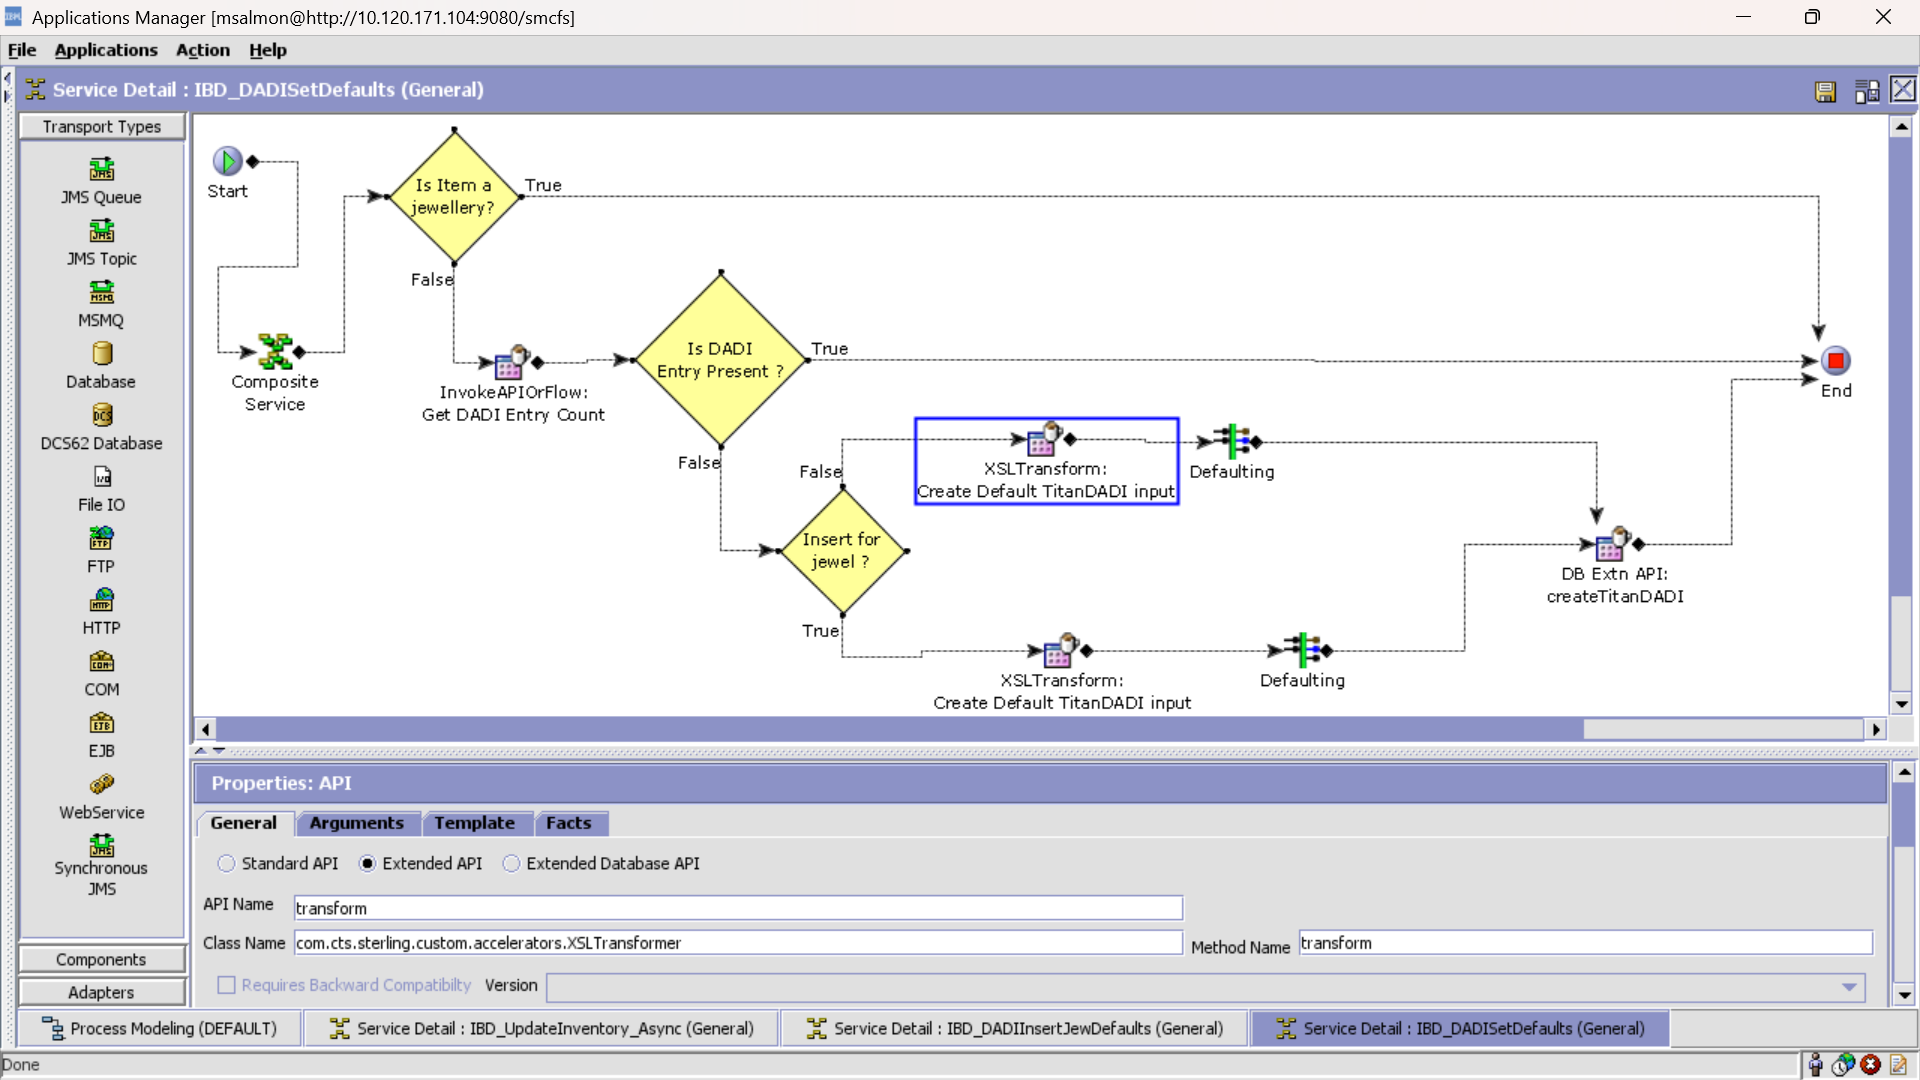 Applications Manager [msalmon@http://10.120.171.104:9080/smcfs]
File Applications Action Help
Service Detail : IBD_DADISetDefaults (General)
Transport Types
JMS Queue
JMS Topic
MSMQ
Database
DCS62 Database
File IO
FTP
HTTP
COM
EJB
WebService
Synchronous
JMS
Components
Adapters
Start
Is Item a
jewellery?
True
False
Composite
Service
InvokeAPIOrFlow:
Get DADI Entry Count
Is DADI
Entry Present ?
True
False
End
XSLTransform:
Create Default TitanDADI input
Defaulting
False
Insert for
jewel ?
True
DB Extn API:
createTitanDADI
XSLTransform:
Create Default TitanDADI input
Defaulting
Properties: API
General Arguments Template Facts
Standard API Extended API Extended Database API
API Name transform
Class Name com.cts.sterling.custom.accelerators.XSLTransformer Method Name transform
Requires Backward Compatibilty Version
Process Modeling (DEFAULT) Service Detail : IBD_UpdateInventory_Async (General) Service Detail : IBD_DADIInsertJewDefaults (General) Service Detail : IBD_DADISetDefaults (General)
Done